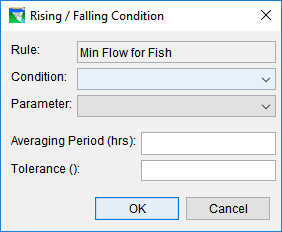 Rising / Falling Condition
Rule: Min Flow for Fish
Condition:
Parameter:
Averaging Period (hrs):
Tolerance ():
OK Cancel